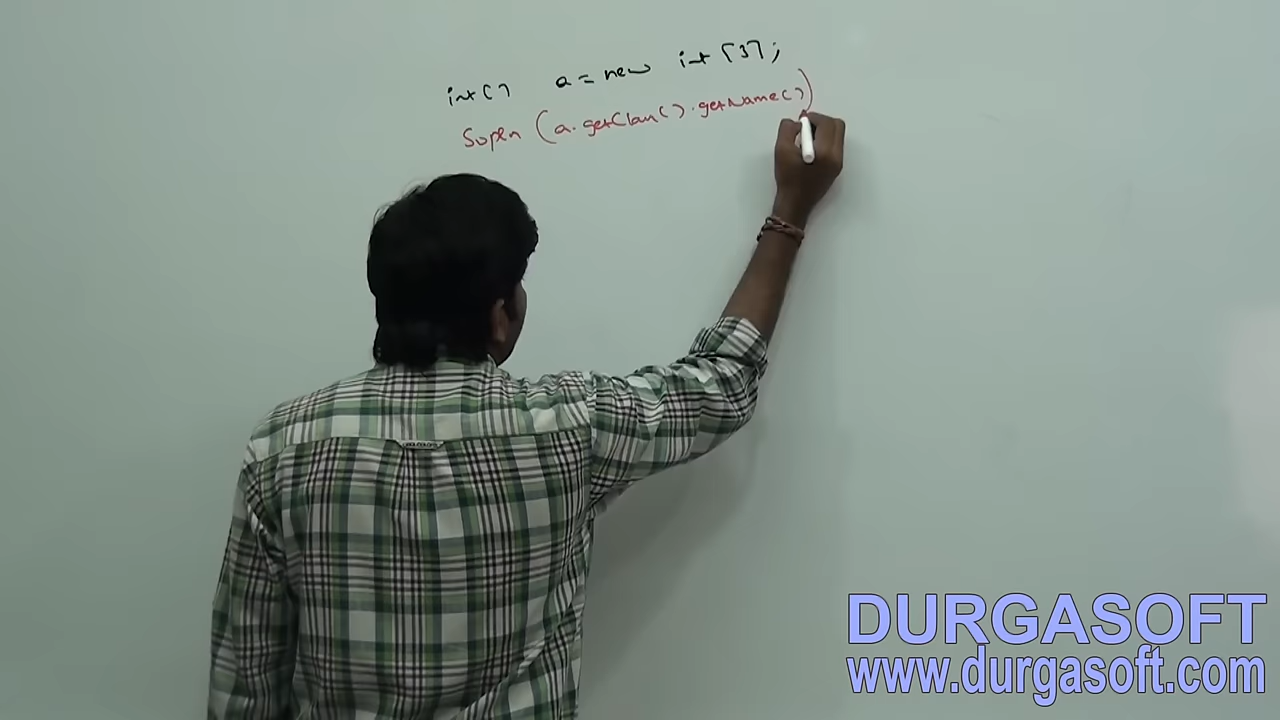 int[] a = new int[3];
Sopln (a.getClass().getName())
DURGASOFT
www.durgasoft.com